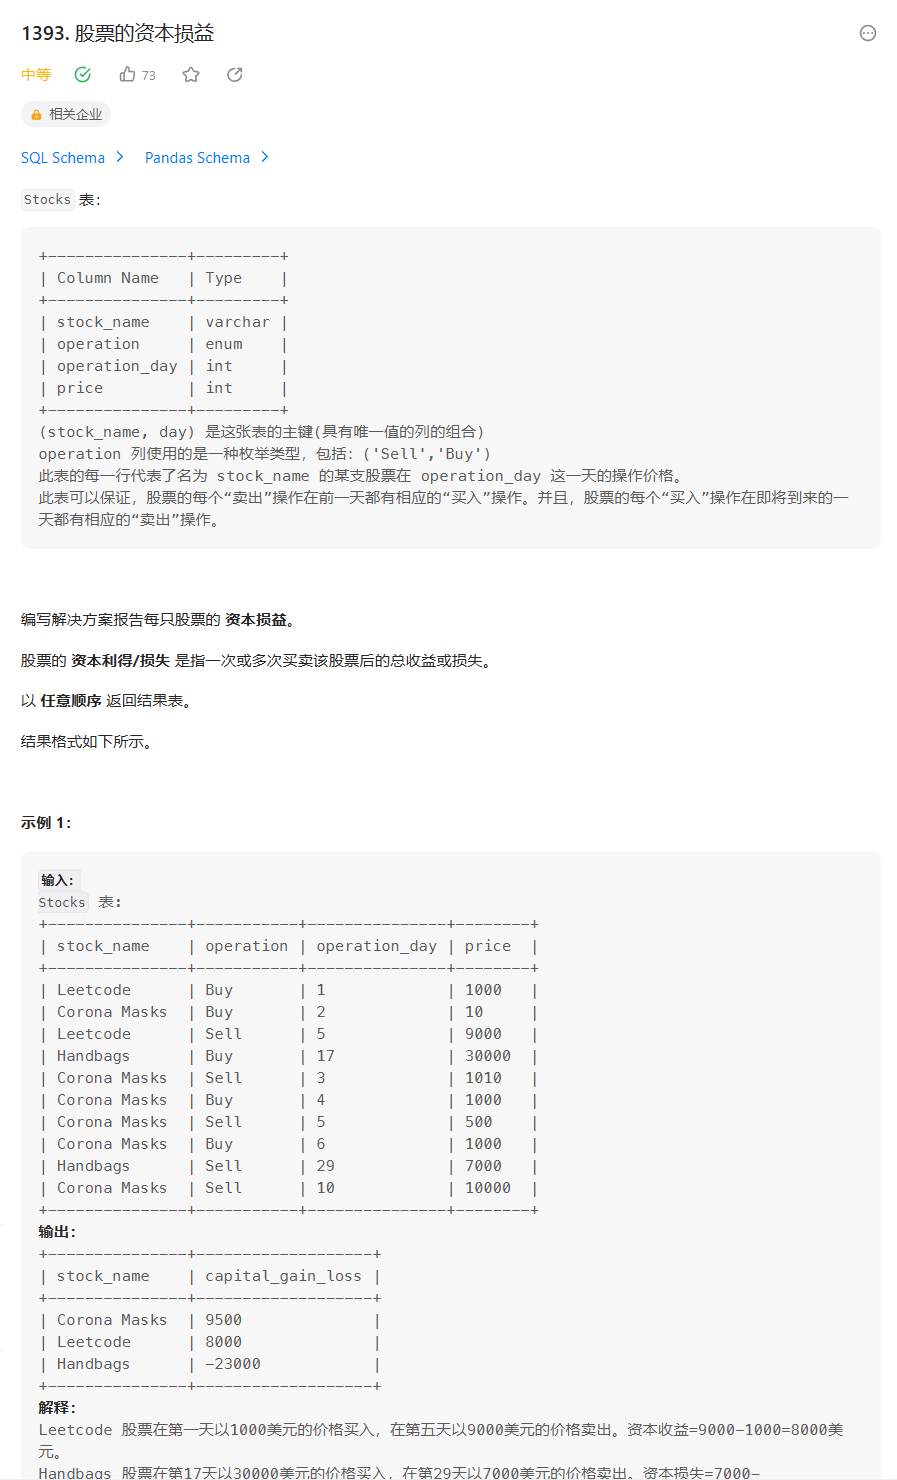 1393. 股票的资本损益
中等 73
相关企业
SQL Schema Pandas Schema
Stocks 表：
+---------------+---------+
| Column Name   | Type    |
+---------------+---------+
| stock_name    | varchar |
| operation     | enum    |
| operation_day | int     |
| price         | int     |
+---------------+---------+
(stock_name, day) 是这张表的主键(具有唯一值的列的组合)
operation 列使用的是一种枚举类型，包括：('Sell','Buy')
此表的每一行代表了名为 stock_name 的某支股票在 operation_day 这一天的操作价格。
此表可以保证，股票的每个“卖出”操作在前一天都有相应的“买入”操作。并且，股票的每个“买入”操作在即将到来的一
天都有相应的“卖出”操作。
编写解决方案报告每只股票的 资本损益。
股票的 资本利得/损失 是指一次或多次买卖该股票后的总收益或损失。
以 任意顺序 返回结果表。
结果格式如下所示。
示例 1：
输入：
Stocks 表:
+---------------+-----------+---------------+--------+
| stock_name    | operation | operation_day | price  |
+---------------+-----------+---------------+--------+
| Leetcode      | Buy       | 1             | 1000   |
| Corona Masks  | Buy       | 2             | 10     |
| Leetcode      | Sell      | 5             | 9000   |
| Handbags      | Buy       | 17            | 30000  |
| Corona Masks  | Sell      | 3             | 1010   |
| Corona Masks  | Buy       | 4             | 1000   |
| Corona Masks  | Sell      | 5             | 500    |
| Corona Masks  | Buy       | 6             | 1000   |
| Handbags      | Sell      | 29            | 7000   |
| Corona Masks  | Sell      | 10            | 10000  |
+---------------+-----------+---------------+--------+
输出：
+---------------+-------------------+
| stock_name    | capital_gain_loss |
+---------------+-------------------+
| Corona Masks  | 9500              |
| Leetcode      | 8000              |
| Handbags      | -23000            |
+---------------+-------------------+
解释：
Leetcode 股票在第一天以1000美元的价格买入，在第五天以9000美元的价格卖出。资本收益=9000-1000=8000美
元。
Handbags 股票在第17天以30000美元的价格买入，在第29天以7000美元的价格卖出。资本损失=7000-